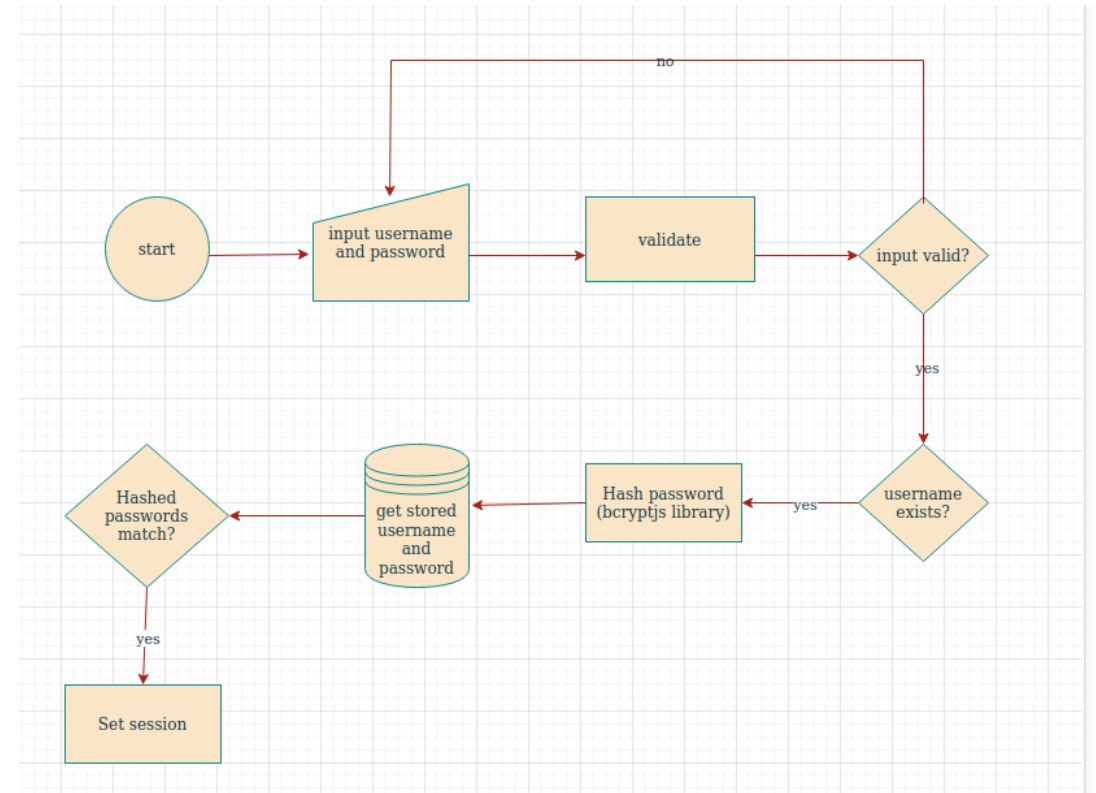 no
start
input username
and password
validate
input valid?
yes
Hashed
passwords
match?
get stored
username
and
password
Hash password
(bcryptjs library)
yes
username
exists?
yes
Set session